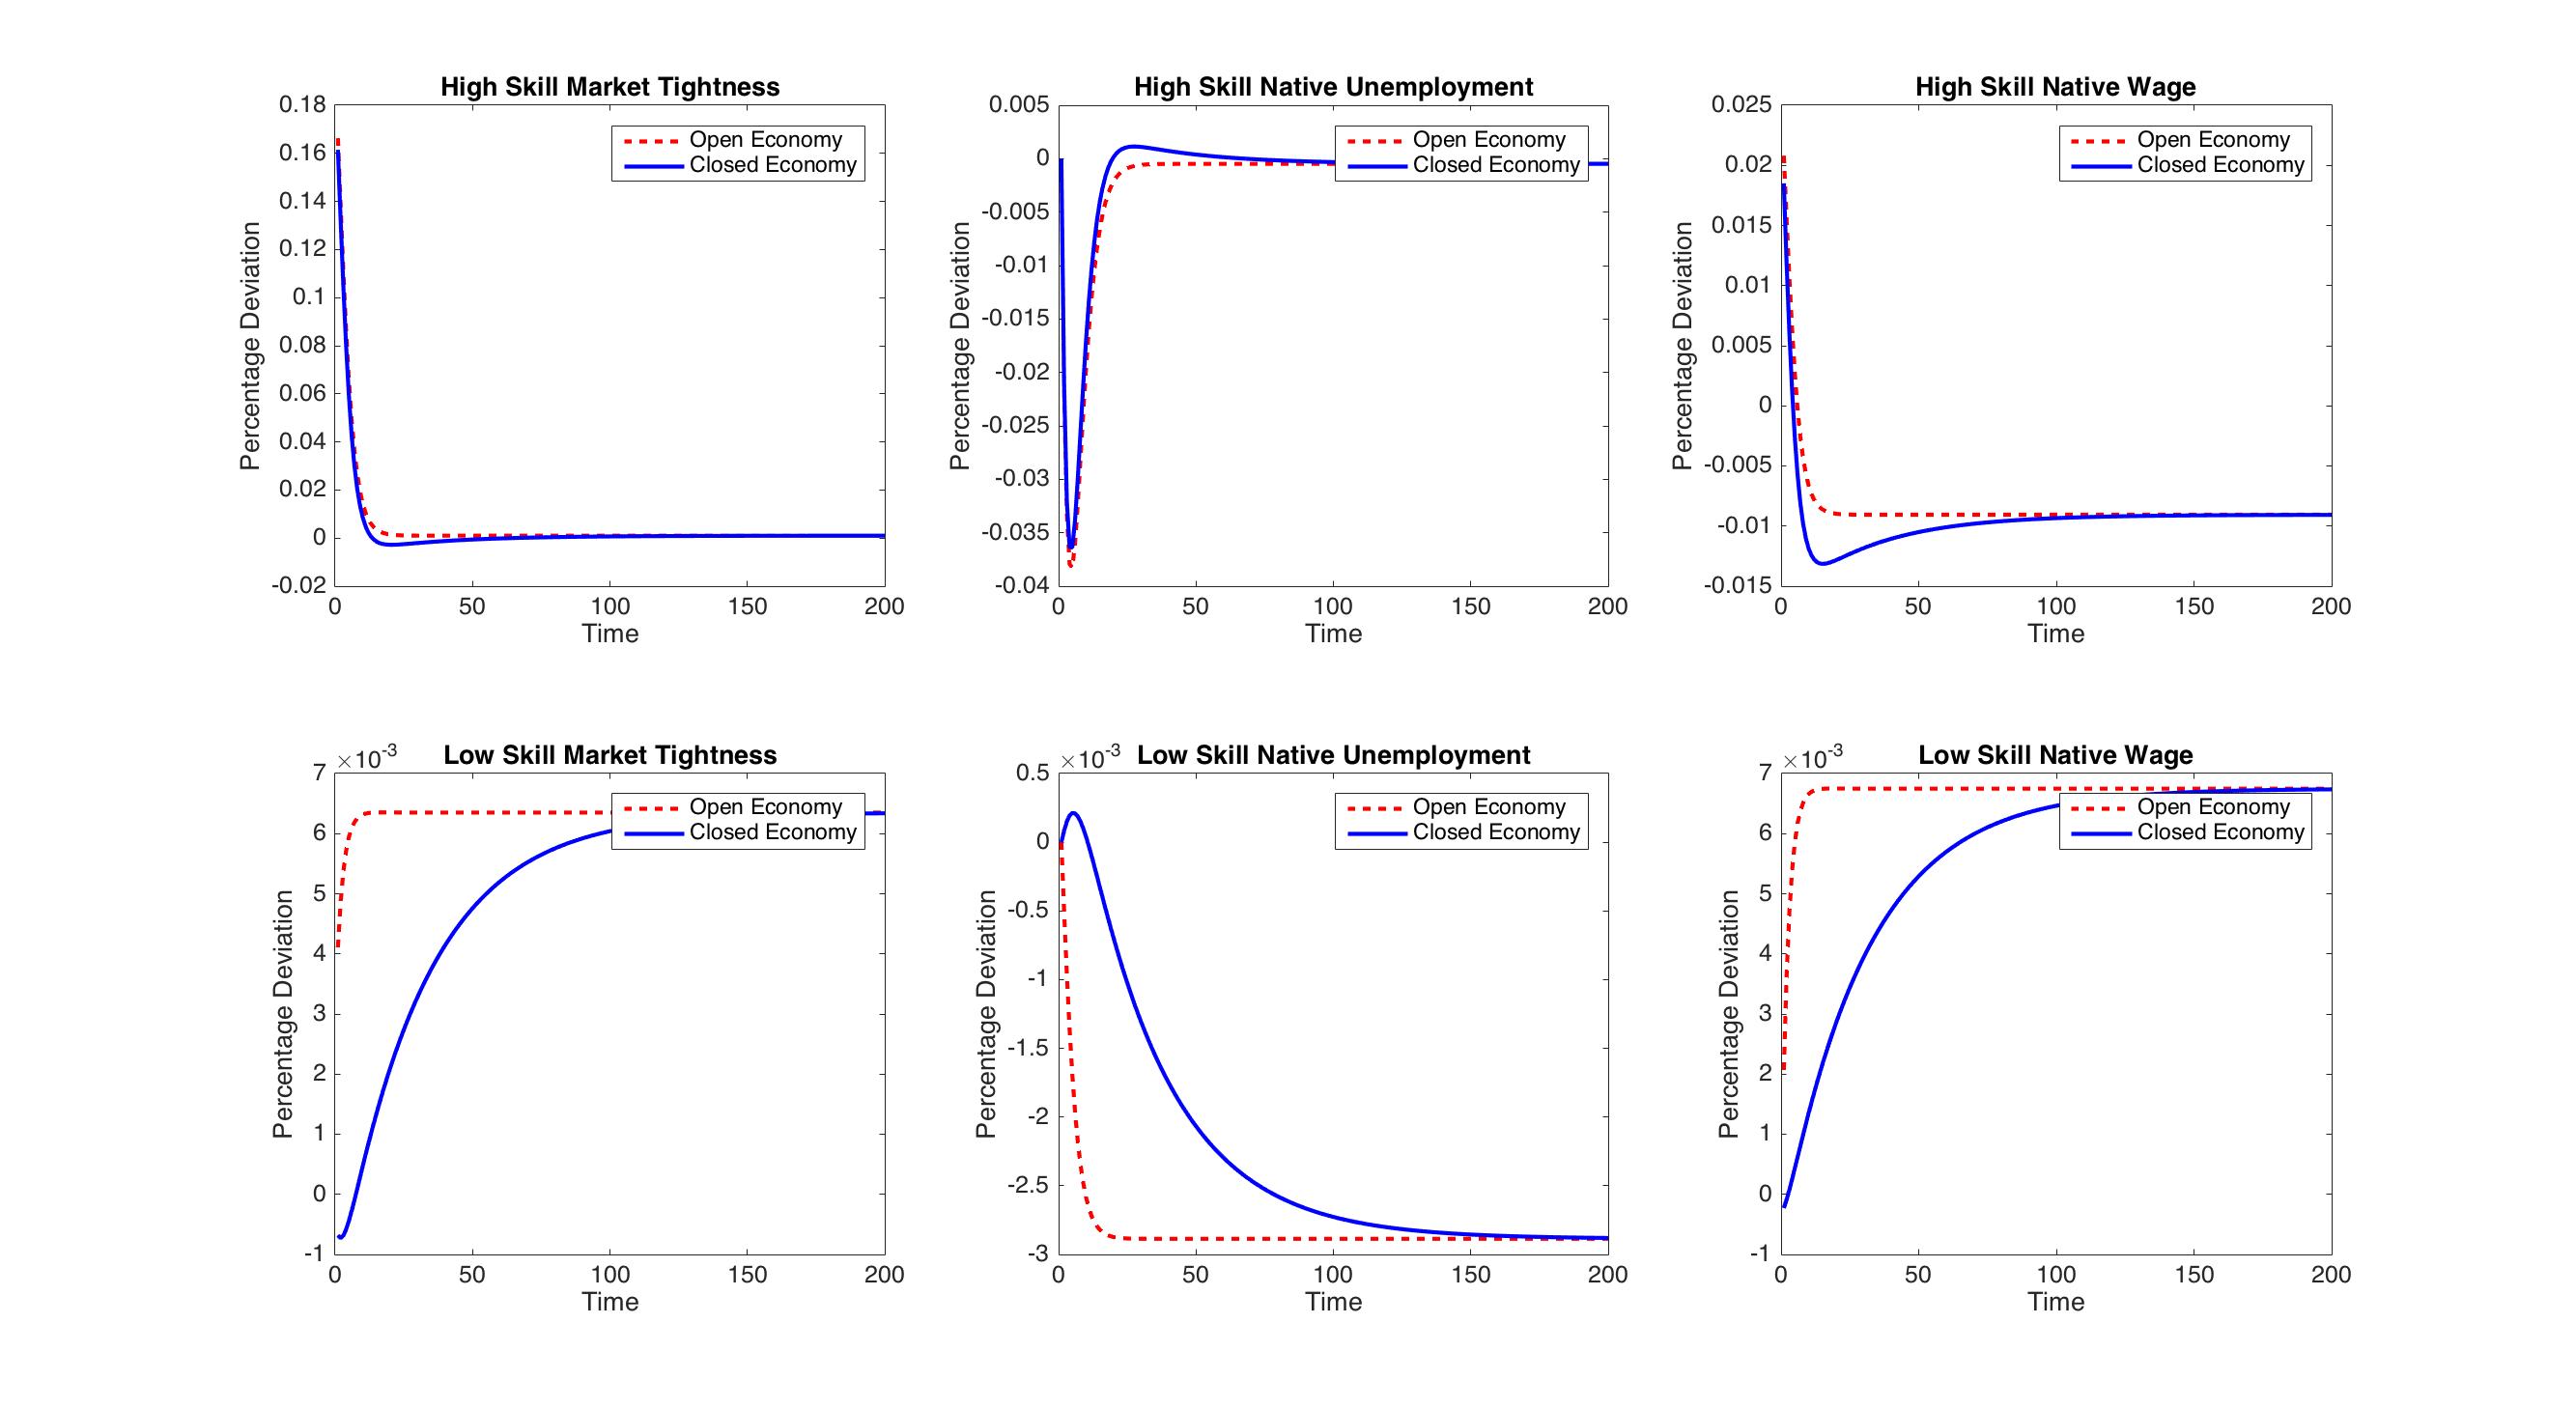 High Skill Market Tightness
0.18
0.16
0.14
0.12
0.1
0.08
0.06
0.04
0.02
0
-0.02
Percentage Deviation
Open Economy
Closed Economy
0 50 100 150 200
Time
High Skill Native Unemployment
0.005
0
-0.005
-0.01
-0.015
-0.02
-0.025
-0.03
-0.035
-0.04
Percentage Deviation
Open Economy
Closed Economy
0 50 100 150 200
Time
High Skill Native Wage
0.025
0.02
0.015
0.01
0.005
0
-0.005
-0.01
-0.015
Percentage Deviation
Open Economy
Closed Economy
0 50 100 150 200
Time
×10-3 Low Skill Market Tightness
7
6
5
4
3
2
1
0
-1
Percentage Deviation
Open Economy
Closed Economy
0 50 100 150 200
Time
×10-3 Low Skill Native Unemployment
0.5
0
-0.5
-1
-1.5
-2
-2.5
-3
Percentage Deviation
Open Economy
Closed Economy
0 50 100 150 200
Time
×10-3 Low Skill Native Wage
7
6
5
4
3
2
1
0
-1
Percentage Deviation
Open Economy
Closed Economy
0 50 100 150 200
Time